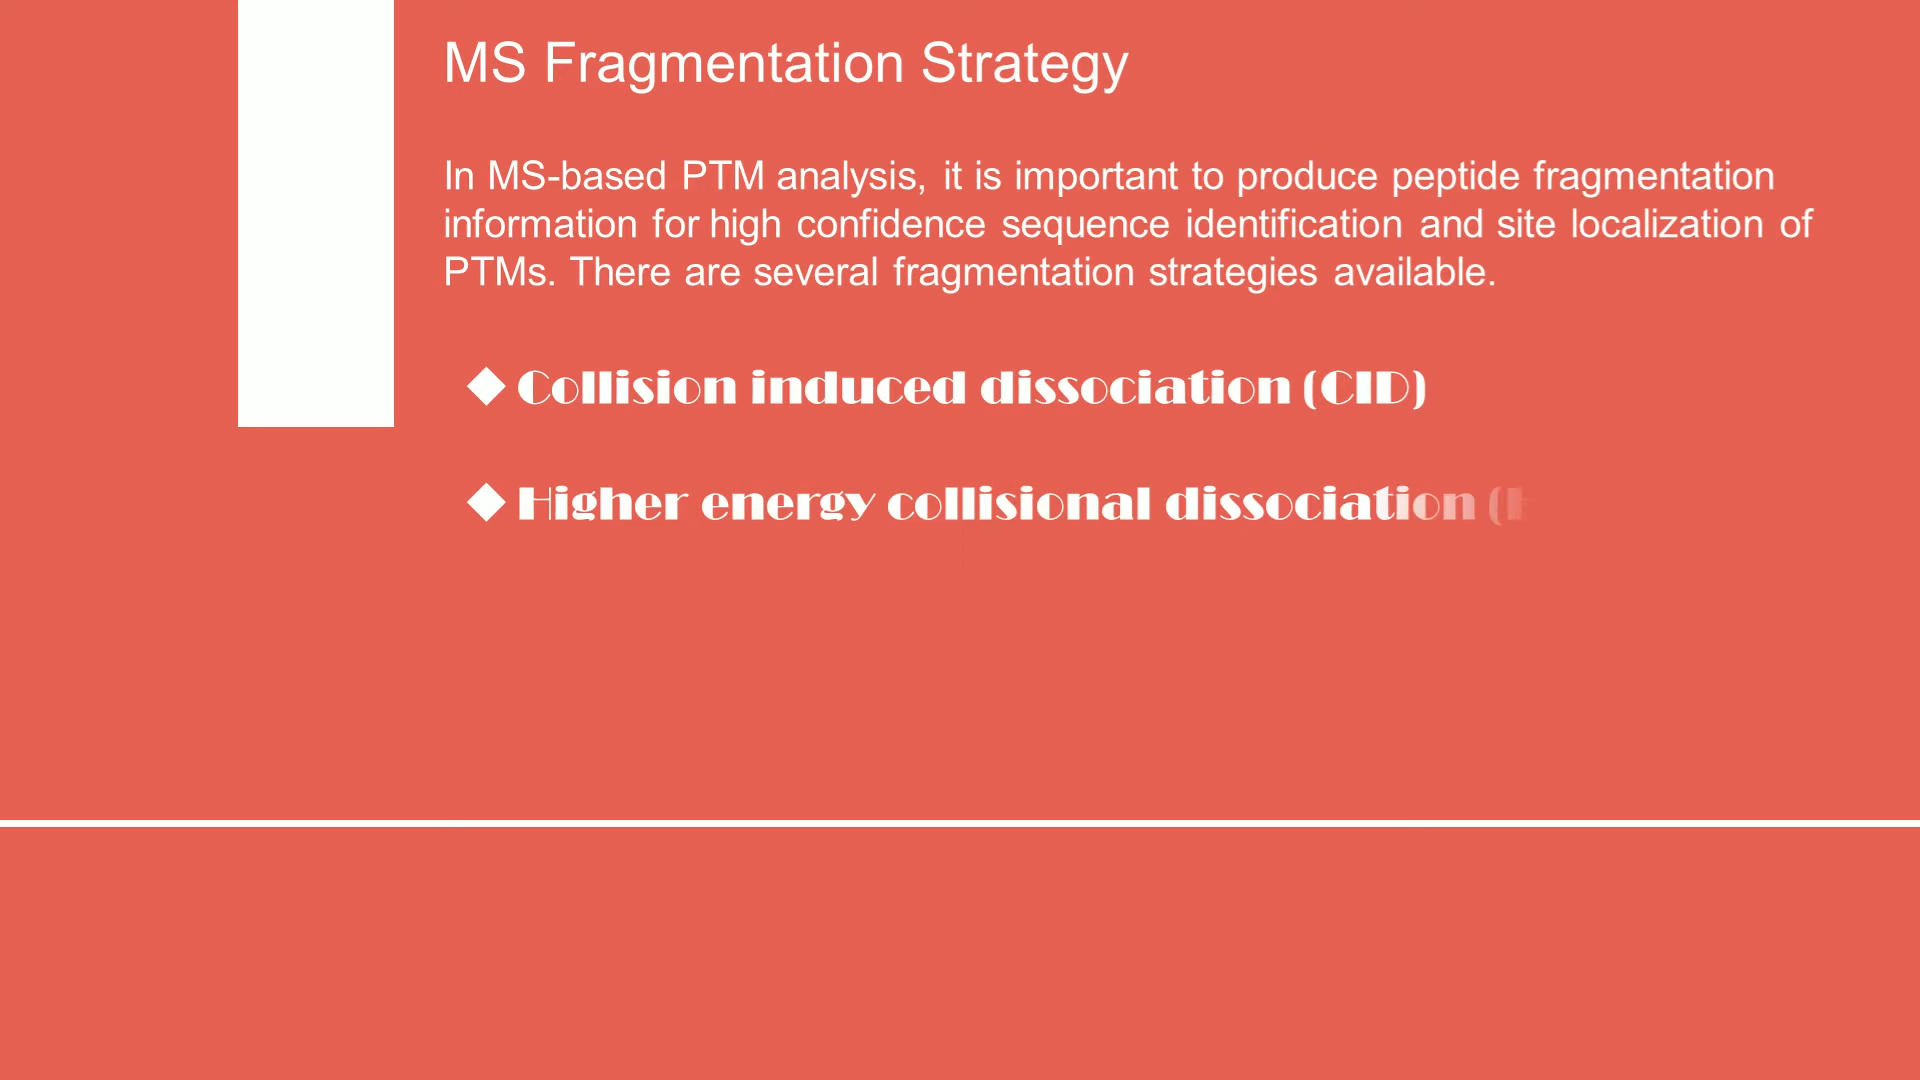 MS Fragmentation Strategy
In MS-based PTM analysis, it is important to produce peptide fragmentation
information for high confidence sequence identification and site localization of
PTMs. There are several fragmentation strategies available.
◆ Collision induced dissociation (CID)
◆ Higher energy collisional dissociation